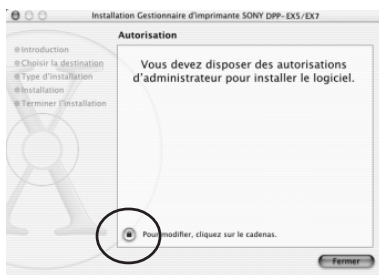 Installation Gestionnaire d'imprimante SONY DPP-EX5/EX7
Autorisation
Introduction
Choisir la destination
Type d'installation
Installation
Terminer l'installation
Vous devez disposer des autorisations
d'administrateur pour installer le logiciel.
Pour modifier, cliquez sur le cadenas.
Fermer